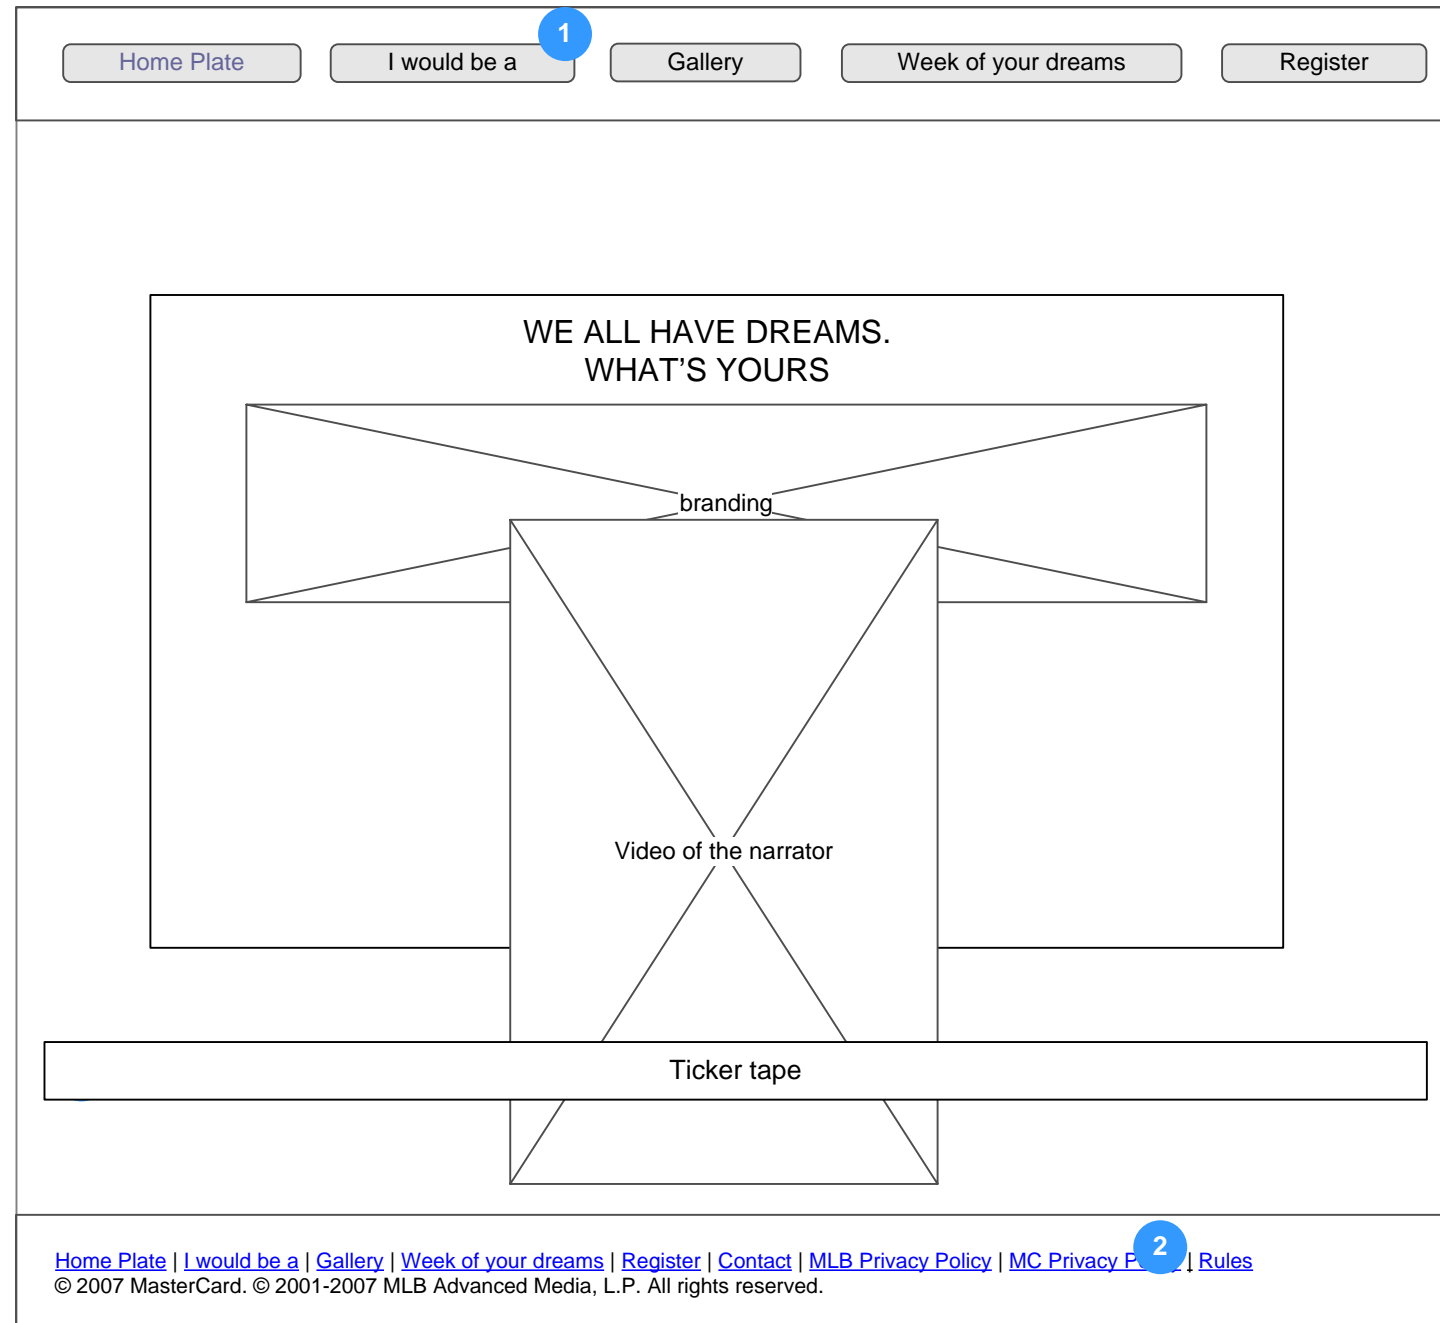 1
Home Plate
I would be a
Gallery
Week of your dreams
Register
WE ALL HAVE DREAMS.
WHAT'S YOURS
branding
Video of the narrator
Ticker tape
2
Home Plate | I would be a | Gallery | Week of your dreams | Register | Contact | MLB Privacy Policy | MC Privacy | Rules
© 2007 MasterCard. © 2001-2007 MLB Advanced Media, L.P. All rights reserved.